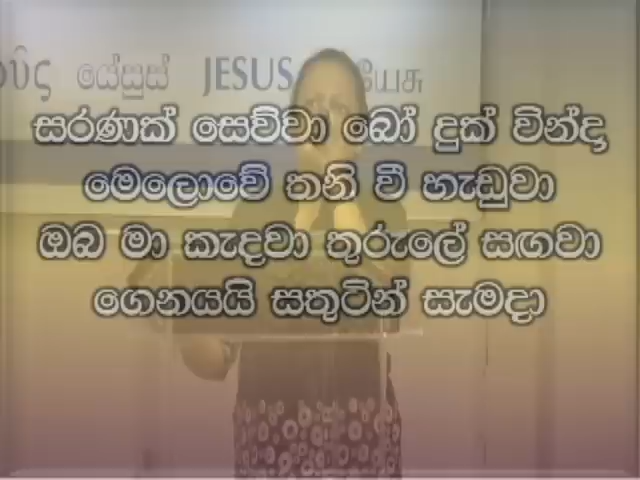 යේසුස් JESUS යේසු
සරණක් සෙව්වා බෝ දුක් වින්දා
මෙලොවේ තනි වී හැඬුවා
ඔබ මා කැඳවා තුරුලේ සඟවා
ගෙනයයි සතුටින් සැමදා